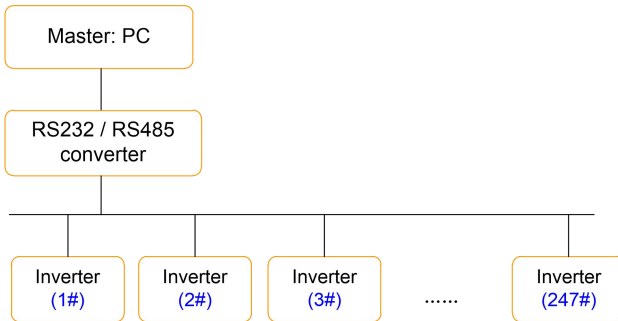 Master: PC
RS232 / RS485
converter
Inverter
(1#)
Inverter
(2#)
Inverter
(3#)
......
Inverter
(247#)